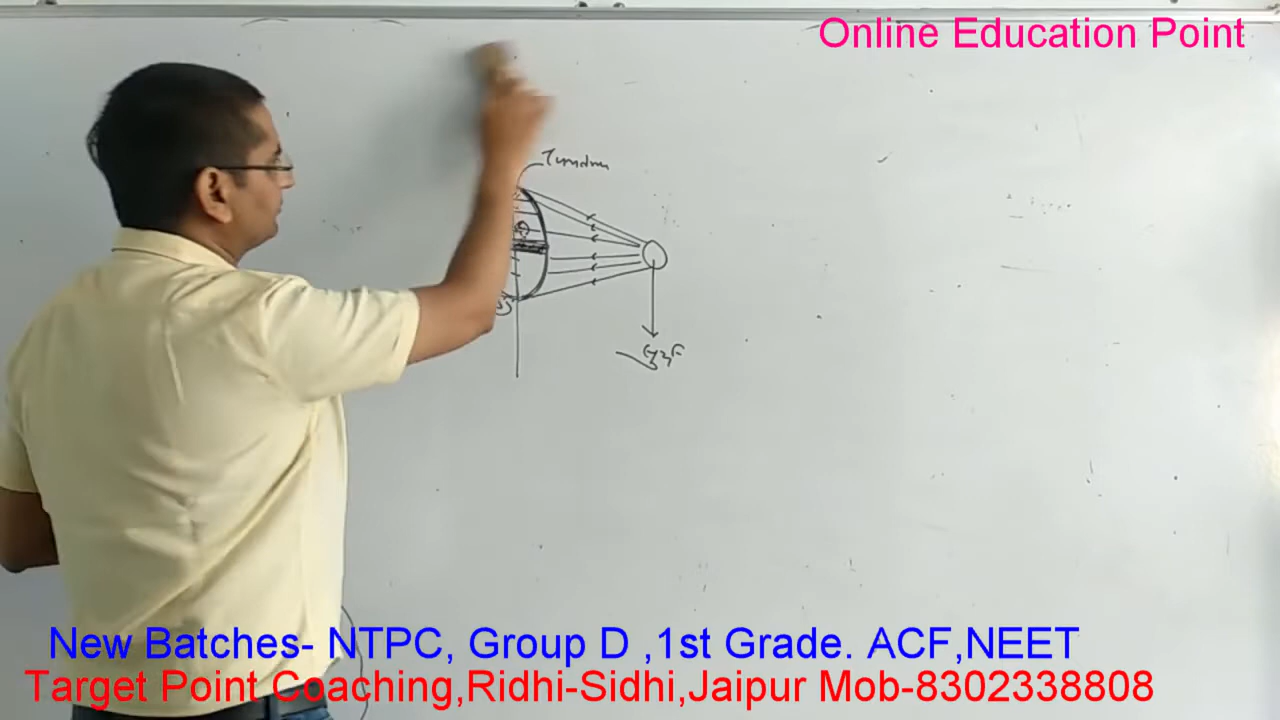 Online Education Point
New Batches- NTPC, Group D ,1st Grade. ACF,NEET
Target Point Coaching,Ridhi-Sidhi,Jaipur Mob-8302338808